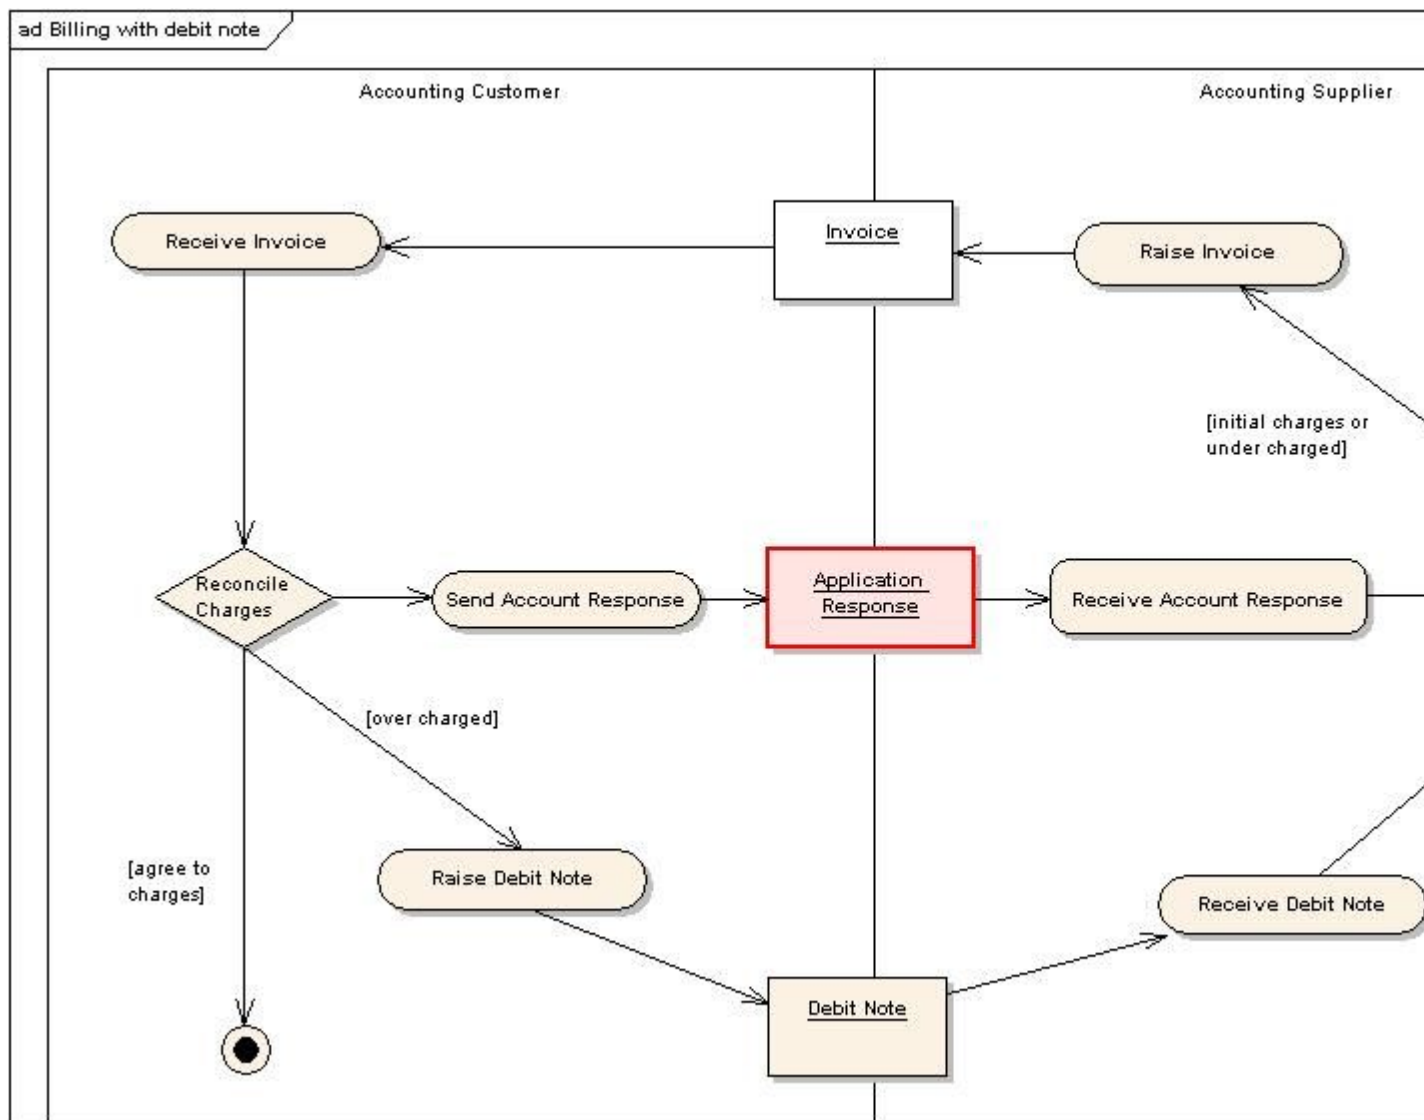 ad Billing with debit note
Accounting Customer
Accounting Supplier
Receive Invoice
Invoice
Raise Invoice
[initial charges or
under charged]
Reconcile
Charges
Send Account Response
Application
Response
Receive Account Response
[over charged]
[agree to
charges]
Raise Debit Note
Receive Debit Note
Debit Note